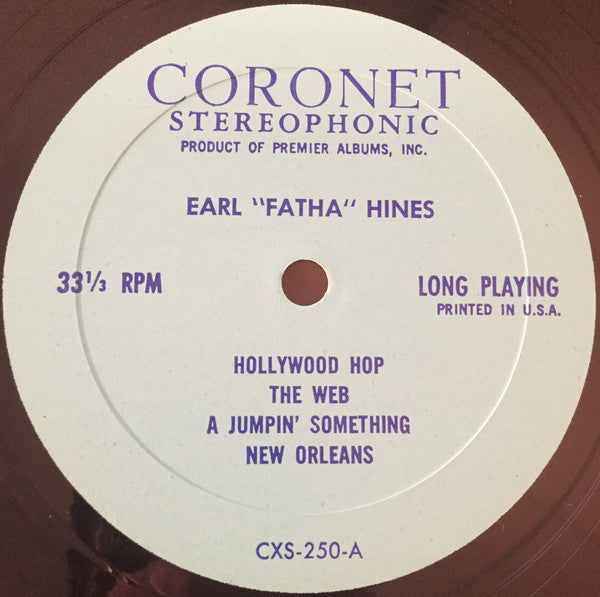 CORONET
STEREOPHONIC
PRODUCT OF PREMIER ALBUMS, INC.
EARL "FATHA" HINES
33⅓ RPM
LONG PLAYING
PRINTED IN U.S.A.
HOLLYWOOD HOP
THE WEB
A JUMPIN' SOMETHING
NEW ORLEANS
CXS-250-A